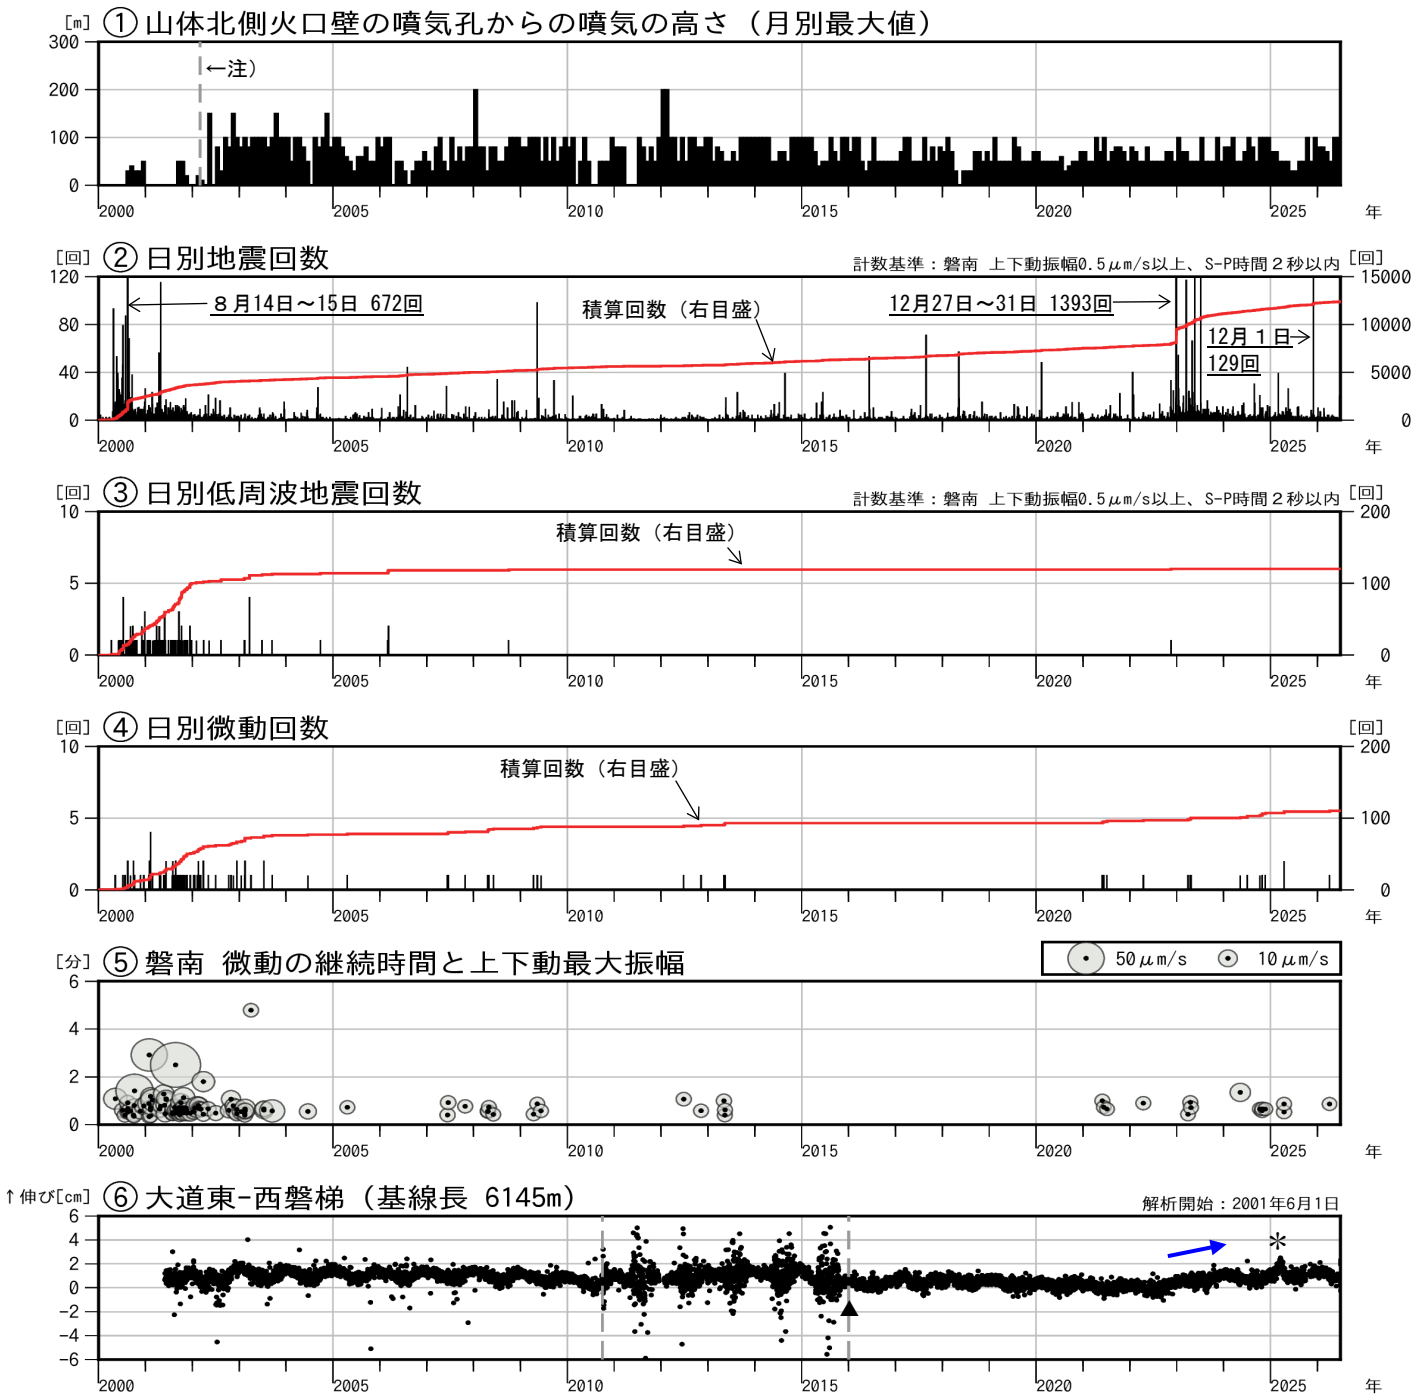 [m] ①山体北側火口壁の噴気孔からの噴気の高さ（月別最大値）
300
200
100
0
←注）
2000 2005 2010 2015 2020 2025 年
[回] ②日別地震回数
計数基準：磐南 上下動振幅0.5μm/s以上、S-P時間２秒以内 [回]
120
80
40
0
15000
10000
5000
0
８月14日～15日 672回
積算回数（右目盛）
12月27日～31日 1393回
12月１日
129回
2000 2005 2010 2015 2020 2025 年
[回] ③日別低周波地震回数
計数基準：磐南 上下動振幅0.5μm/s以上、S-P時間２秒以内 [回]
10
5
0
200
100
0
積算回数（右目盛）
2000 2005 2010 2015 2020 2025 年
[回] ④日別微動回数 [回]
10
5
0
200
100
0
積算回数（右目盛）
2000 2005 2010 2015 2020 2025 年
[分] ⑤磐南 微動の継続時間と上下動最大振幅
50μm/s 10μm/s
6
4
2
0
2000 2005 2010 2015 2020 2025 年
↑伸び[cm] ⑥大道東-西磐梯（基線長 6145m）
解析開始：2001年6月1日
6
4
2
0
-2
-4
-6
*
2000 2005 2010 2015 2020 2025 年